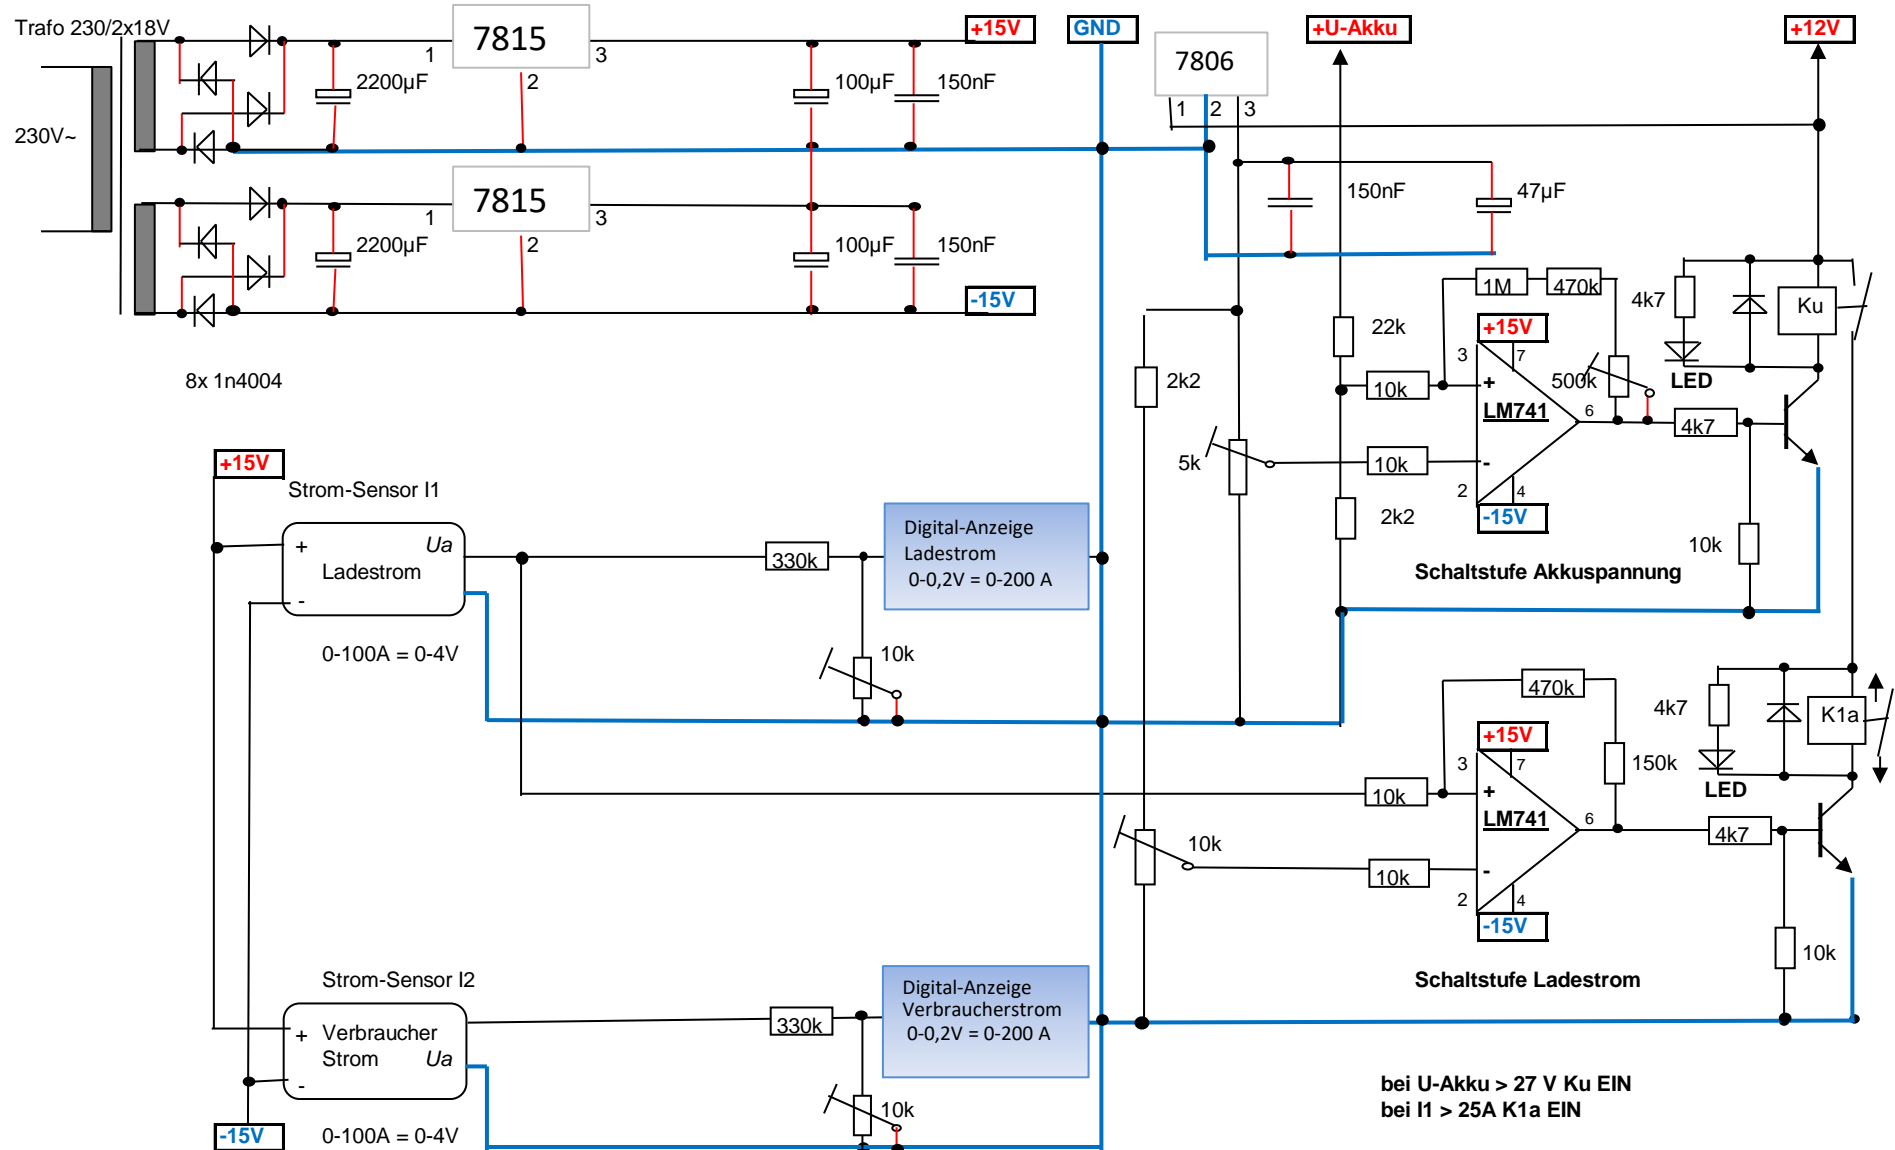 Trafo 230/2x18V
230V~
2200µF
1
7815
2
3
100µF
150nF
+15V
GND
7806
1
2
3
+U-Akku
+12V
2200µF
1
7815
2
3
100µF
150nF
-15V
8x 1n4004
150nF
47µF
2k2
5k
22k
10k
10k
2k2
1M
470k
+15V
3
7
+
LM741
6
-
2
4
-15V
500k
4k7
LED
Ku
4k7
10k
Schaltstufe Akkuspannung
+15V
Strom-Sensor I1
+
Ua
Ladestrom
-
0-100A = 0-4V
330k
Digital-Anzeige
Ladestrom
0-0,2V = 0-200 A
10k
10k
10k
10k
470k
+15V
3
7
+
LM741
6
-
2
4
-15V
150k
4k7
LED
K1a
4k7
10k
Schaltstufe Ladestrom
Strom-Sensor I2
+
Verbraucher
Strom
Ua
-
-15V
0-100A = 0-4V
330k
Digital-Anzeige
Verbraucherstrom
0-0,2V = 0-200 A
10k
bei U-Akku > 27 V Ku EIN
bei I1 > 25A K1a EIN